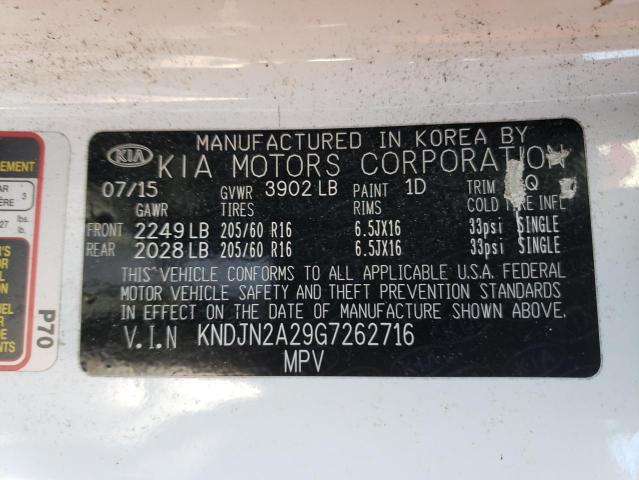 MANUFACTURED IN KOREA BY
KIA KIA MOTORS CORPORATION
07/15 GVWR 3902 LB PAINT 1D TRIM Q
GAWR TIRES RIMS COLD TIRE INFL
FRONT 2249 LB 205/60 R16 6.5JX16 33psi SINGLE
REAR 2028 LB 205/60 R16 6.5JX16 33psi SINGLE
THIS VEHICLE CONFORMS TO ALL APPLICABLE U.S.A. FEDERAL
MOTOR VEHICLE SAFETY AND THEFT PREVENTION STANDARDS
IN EFFECT ON THE DATE OF MANUFACTURE SHOWN ABOVE.
V.I.N KNDJN2A29G7262716
MPV
P70